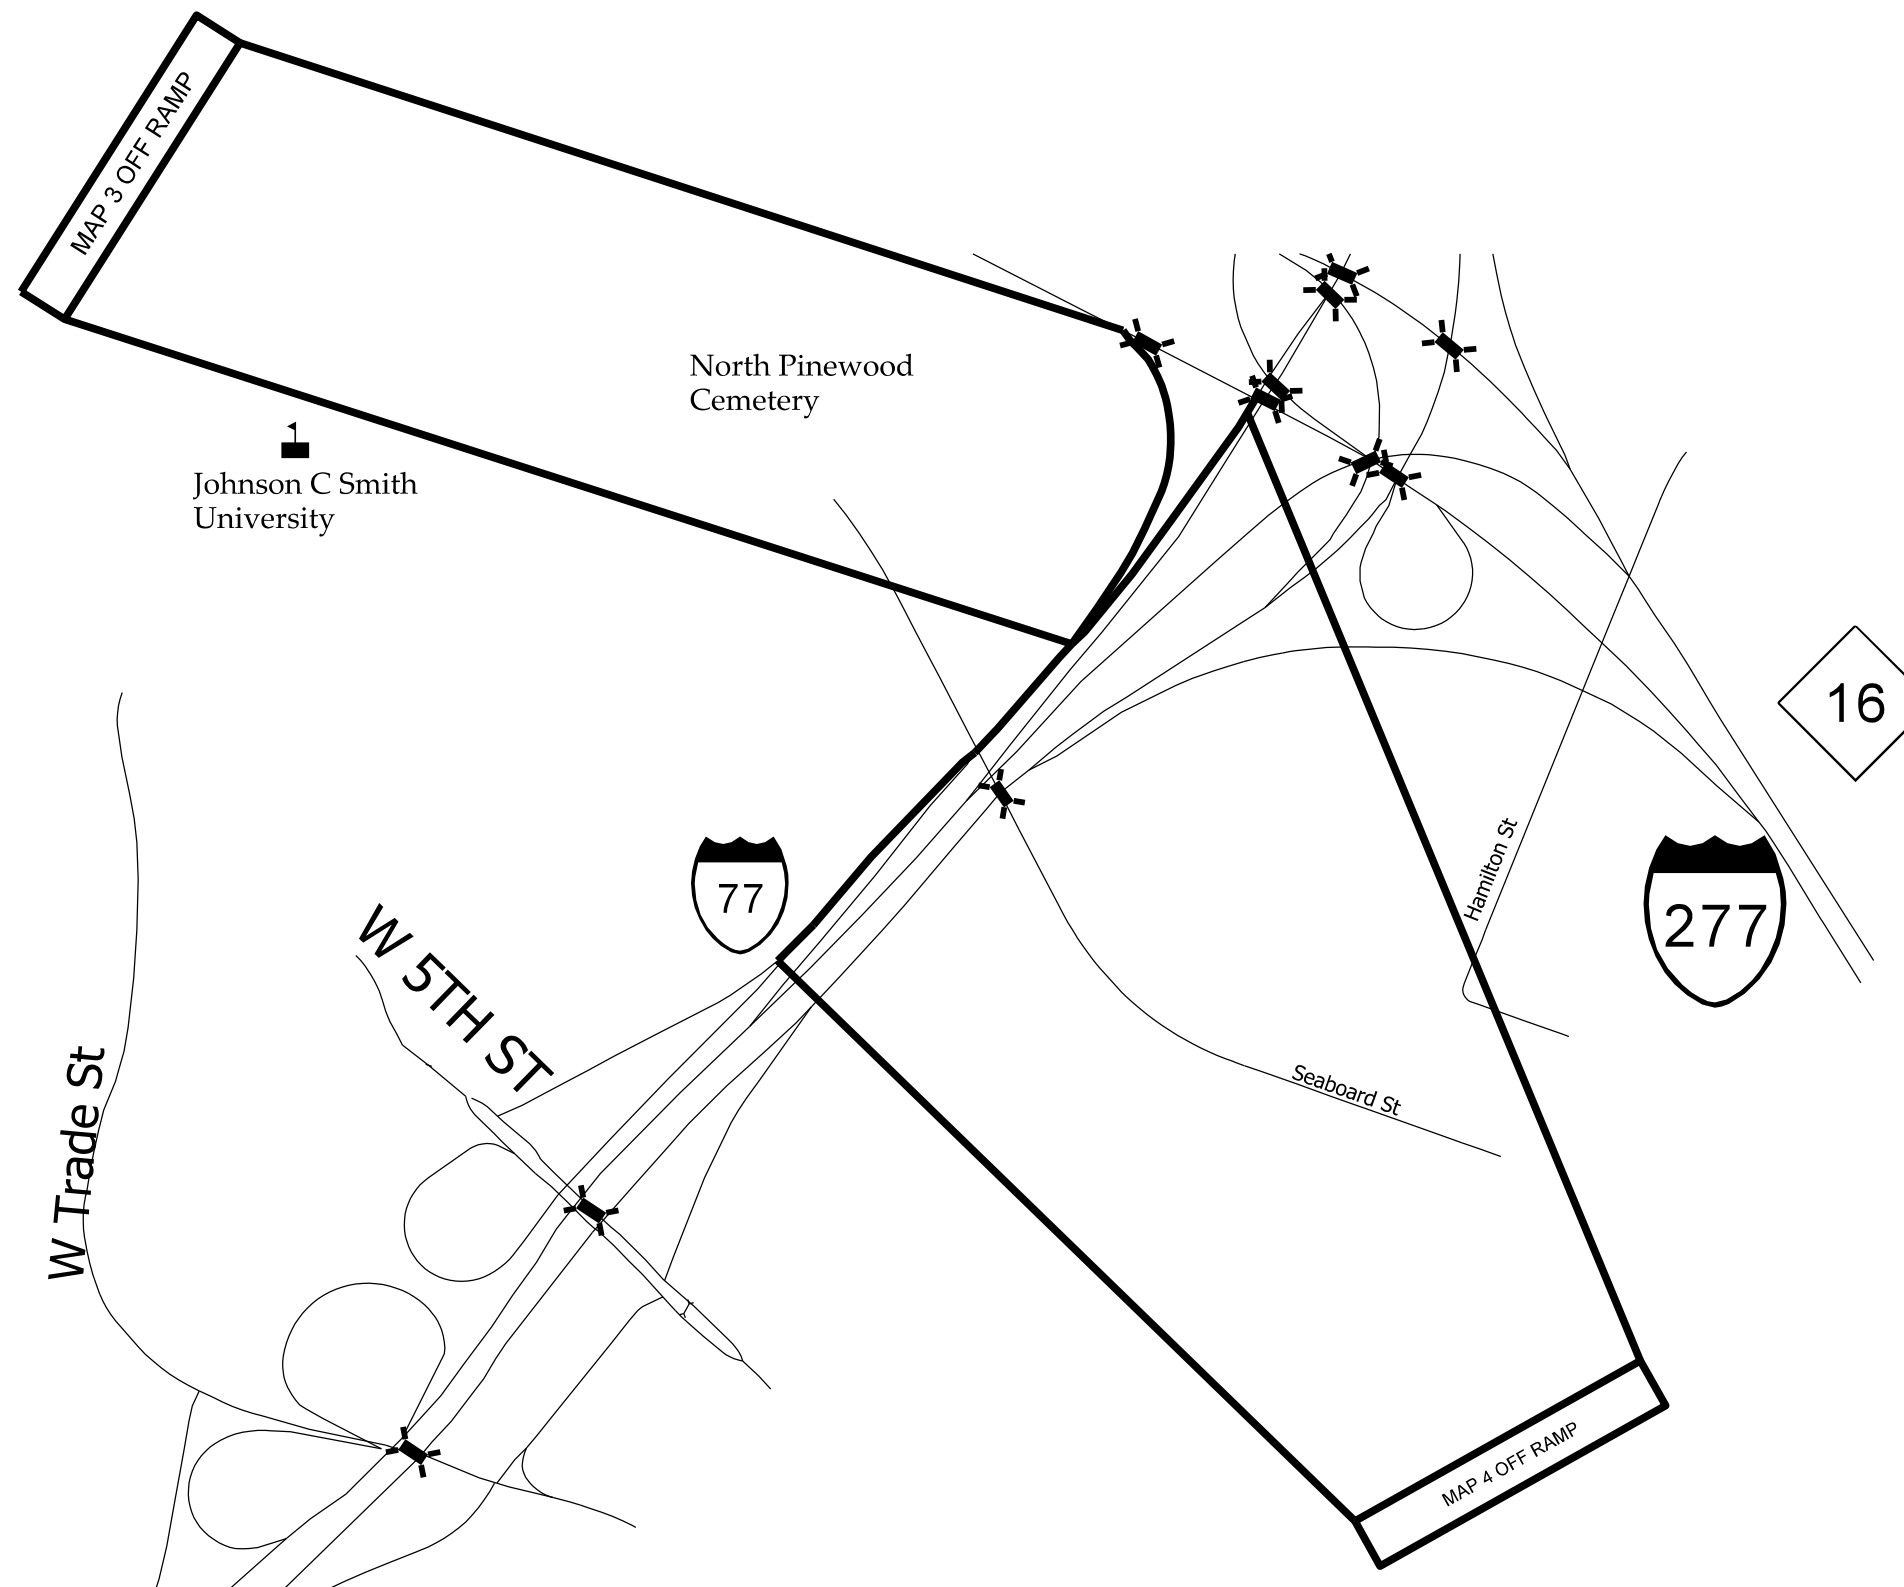 MAP 3 OFF RAMP
North Pinewood
Cemetery
Johnson C Smith
University
16
77
277
Hamilton St
W 5TH ST
W Trade St
Seaboard St
MAP 4 OFF RAMP